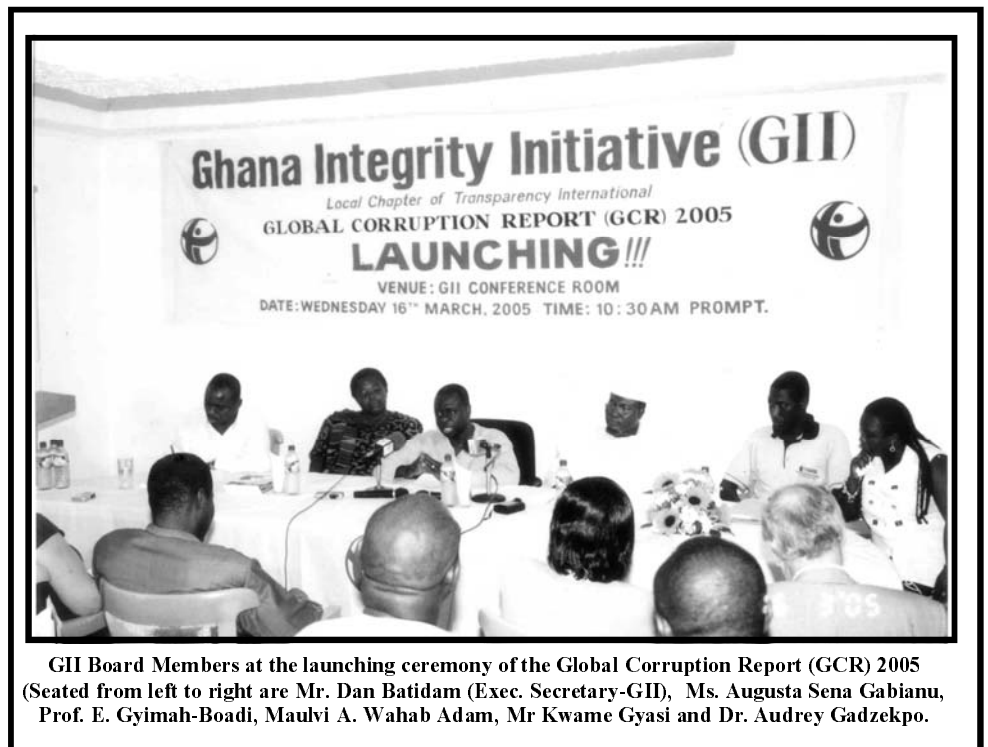 Ghana Integrity Initiative (GII)
Local Chapter of Transparency International
GLOBAL CORRUPTION REPORT (GCR) 2005
LAUNCHING!!!
VENUE: GII CONFERENCE ROOM
DATE: WEDNESDAY 16TH MARCH, 2005 TIME: 10:30AM PROMPT.
3'05
GII Board Members at the launching ceremony of the Global Corruption Report (GCR) 2005
(Seated from left to right are Mr. Dan Batidam (Exec. Secretary-GII), Ms. Augusta Sena Gabianu,
Prof. E. Gyimah-Boadi, Maulvi A. Wahab Adam, Mr Kwame Gyasi and Dr. Audrey Gadzekpo.